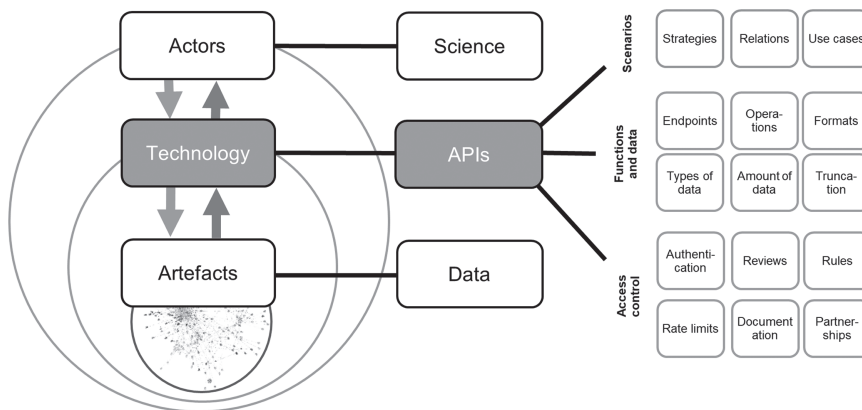 Actors
Science
Technology
APIs
Artefacts
Data
Scenarios
Strategies
Relations
Use cases
Functions
and data
Endpoints
Opera-
tions
Formats
Types of
data
Amount of
data
Trunca-
tion
Access
control
Authenti-
cation
Reviews
Rules
Rate limits
Document
ation
Partner-
ships